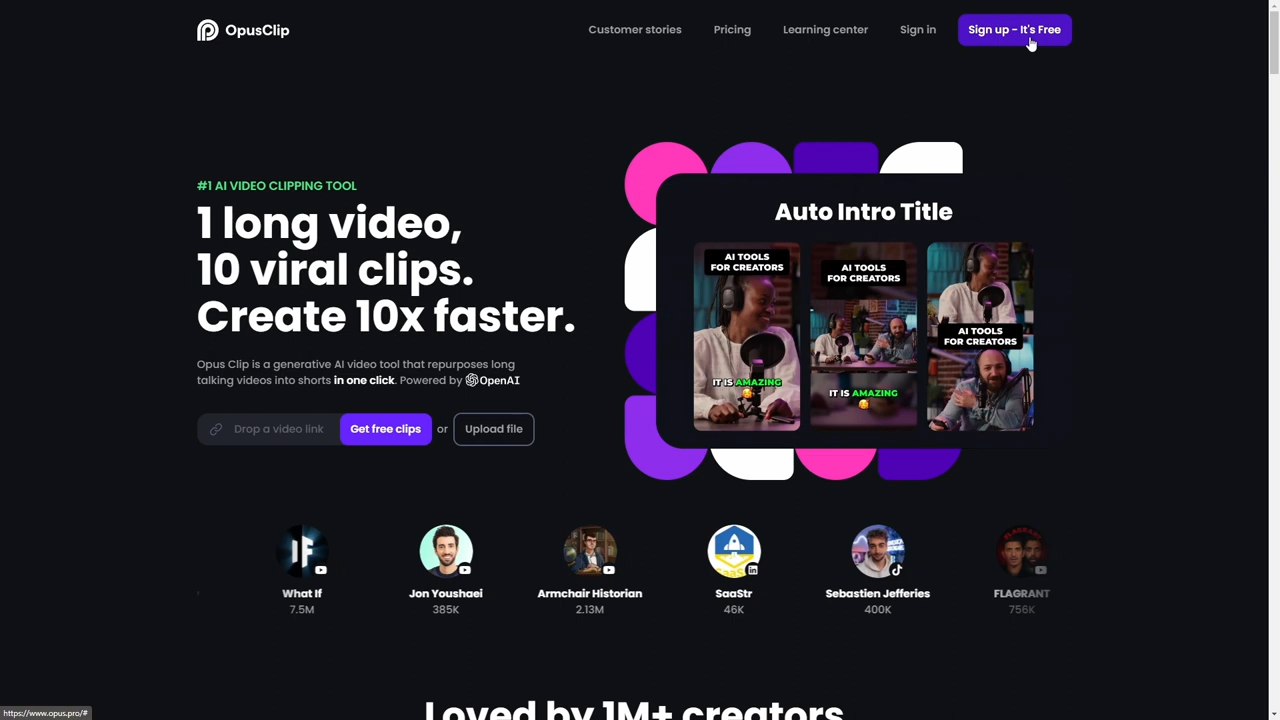 OpusClip
Customer stories
Pricing
Learning center
Sign in
Sign up - It's Free
#1 AI VIDEO CLIPPING TOOL
1 long video,
10 viral clips.
Create 10x faster.
Opus Clip is a generative AI video tool that repurposes long
talking videos into shorts in one click. Powered by OpenAI
Drop a video link
Get free clips
or
Upload file
Auto Intro Title
AI TOOLS
FOR CREATORS
IT IS AMAZING
AI TOOLS
FOR CREATORS
IT IS AMAZING
AI TOOLS
FOR CREATORS
IF
What If
7.5M
Jon Youshaei
385K
Armchair Historian
2.13M
SaaStr
46K
Sebastien Jefferies
400K
FLAGRANT
FLAGRANT
756K
Loved by 1M+ creators
https://www.opus.pro/#